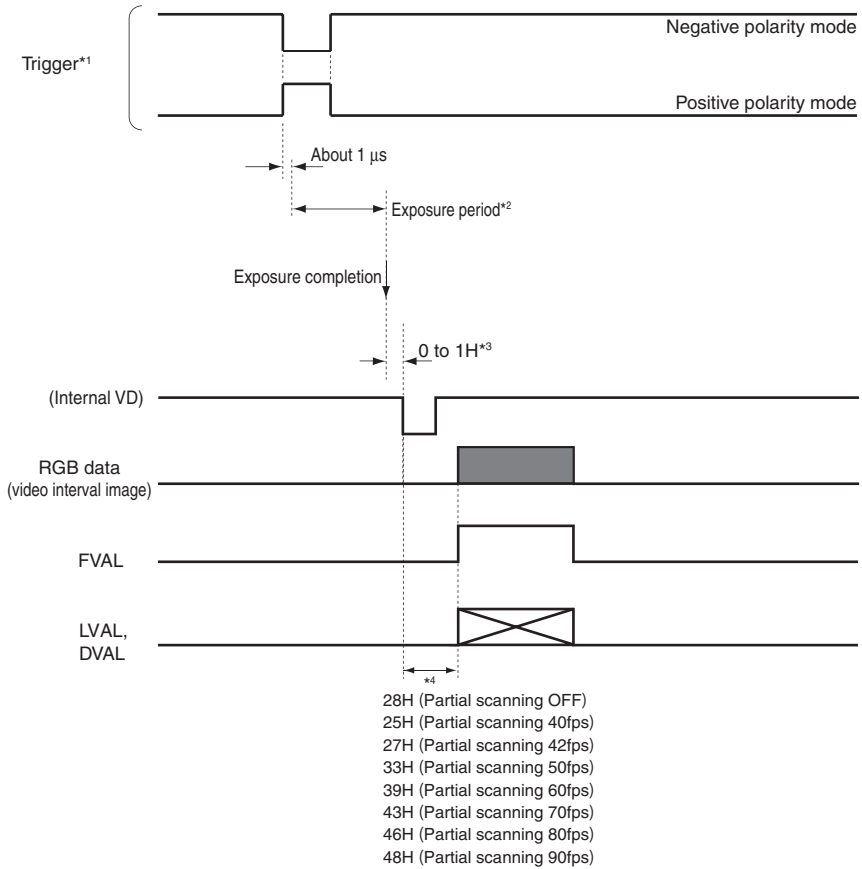 Negative polarity mode
Trigger*1
Positive polarity mode
About 1 μs
Exposure period*2
Exposure completion
0 to 1H*3
(Internal VD)
RGB data
(video interval image)
FVAL
LVAL,
DVAL
*4
28H (Partial scanning OFF)
25H (Partial scanning 40fps)
27H (Partial scanning 42fps)
33H (Partial scanning 50fps)
39H (Partial scanning 60fps)
43H (Partial scanning 70fps)
46H (Partial scanning 80fps)
48H (Partial scanning 90fps)